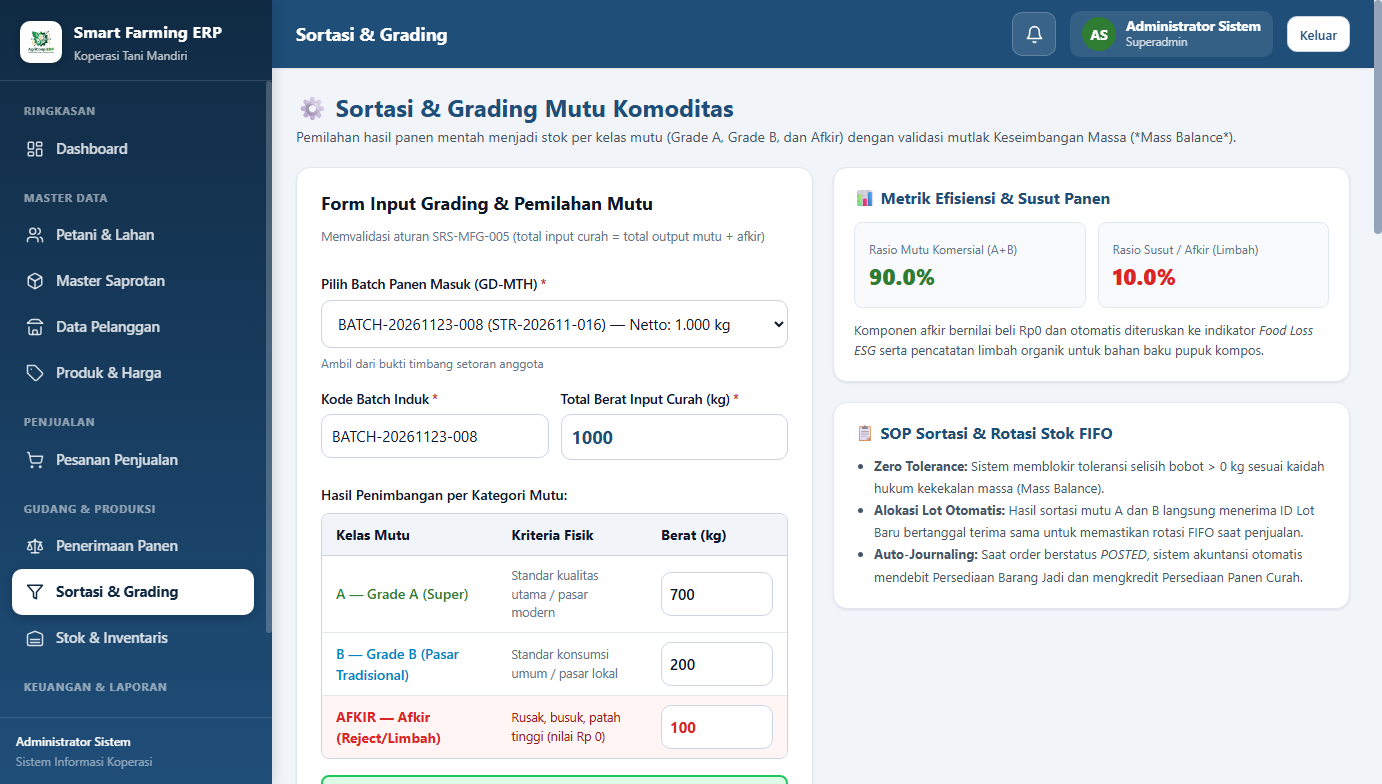 Smart Farming ERP
Koperasi Tani Mandiri
RINGKASAN
Dashboard
MASTER DATA
Petani & Lahan
Master Saprotan
Data Pelanggan
Produk & Harga
PENJUALAN
Pesanan Penjualan
GUDANG & PRODUKSI
Penerimaan Panen
Sortasi & Grading
Stok & Inventaris
KEUANGAN & LAPORAN
Administrator Sistem
Sistem Informasi Koperasi
Sortasi & Grading
AS
Administrator Sistem
Superadmin
Keluar
Sortasi & Grading Mutu Komoditas
Pemilahan hasil panen mentah menjadi stok per kelas mutu (Grade A, Grade B, dan Afkir) dengan validasi mutlak Keseimbangan Massa (*Mass Balance*).
Form Input Grading & Pemilahan Mutu
Memvalidasi aturan SRS-MFG-005 (total input curah = total output mutu + afkir)
Pilih Batch Panen Masuk (GD-MTH) *
BATCH-20261123-008 (STR-202611-016) — Netto: 1.000 kg
Ambil dari bukti timbang setoran anggota
Kode Batch Induk *
BATCH-20261123-008
Total Berat Input Curah (kg) *
1000
Hasil Penimbangan per Kategori Mutu:
Kelas Mutu Kriteria Fisik Berat (kg)
A — Grade A (Super)
Standar kualitas
utama / pasar
modern
700
B — Grade B (Pasar
Tradisional)
Standar konsumsi
umum / pasar lokal
200
AFKIR — Afkir
(Reject/Limbah)
Rusak, busuk, patah
tinggi (nilai Rp 0)
100
Metrik Efisiensi & Susut Panen
Rasio Mutu Komersial (A+B)
90.0%
Rasio Susut / Afkir (Limbah)
10.0%
Komponen afkir bernilai beli Rp0 dan otomatis diteruskan ke indikator Food Loss
ESG serta pencatatan limbah organik untuk bahan baku pupuk kompos.
SOP Sortasi & Rotasi Stok FIFO
• Zero Tolerance: Sistem memblokir toleransi selisih bobot > 0 kg sesuai kaidah
hukum kekekalan massa (Mass Balance).
• Alokasi Lot Otomatis: Hasil sortasi mutu A dan B langsung menerima ID Lot
Baru bertanggal terima sama untuk memastikan rotasi FIFO saat penjualan.
• Auto-Journaling: Saat order berstatus POSTED, sistem akuntansi otomatis
mendebit Persediaan Barang Jadi dan mengkredit Persediaan Panen Curah.